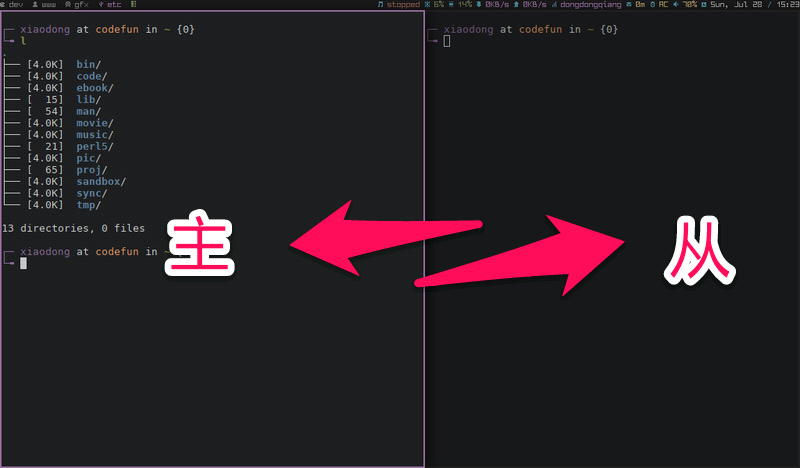 dev www gfx etc stopped 6% 14% 0KB/s 0KB/s dongdongqiang 0m AC 70% Sun, Jul 28 / 15:23
xiaodong at codefun in ~ {0}
l
.
├── [4.0K]  bin/
├── [4.0K]  code/
├── [4.0K]  ebook/
├── [  15]  lib/
├── [  54]  man/
├── [4.0K]  movie/
├── [4.0K]  music/
├── [  21]  perl5/
├── [4.0K]  pic/
├── [  65]  proj/
├── [4.0K]  sandbox/
├── [4.0K]  sync/
└── [4.0K]  tmp/
13 directories, 0 files
xiaodong at codefun in ~
主
xiaodong at codefun in ~ {0}
从